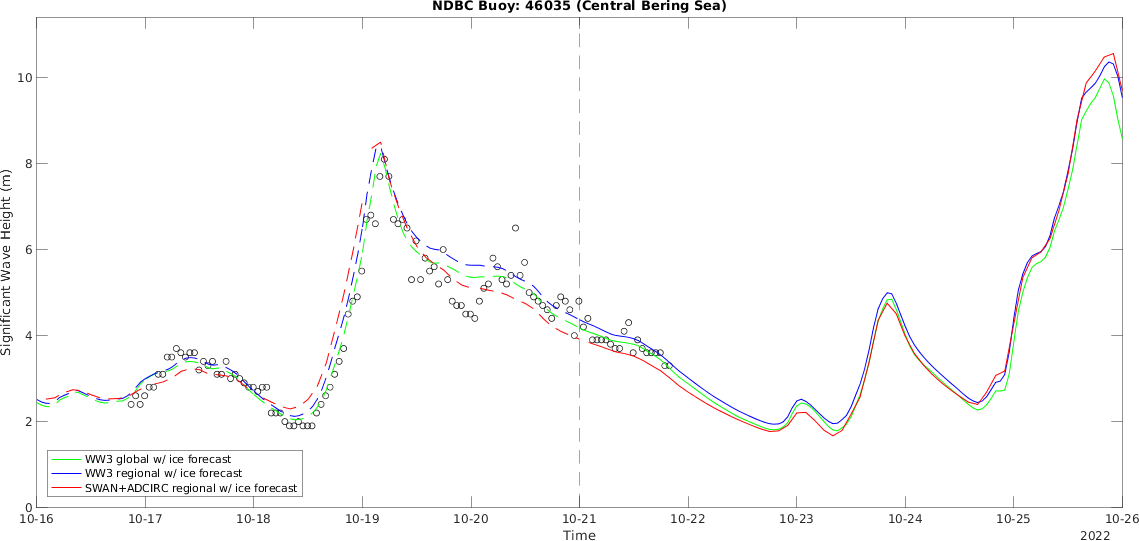 NDBC Buoy: 46035 (Central Bering Sea)
Significant Wave Height (m)
10
8
6
4
2
0
WW3 global w/ ice forecast
WW3 regional w/ ice forecast
SWAN+ADCIRC regional w/ ice forecast
10-16 10-17 10-18 10-19 10-20 10-21 10-22 10-23 10-24 10-25 10-26
Time
2022